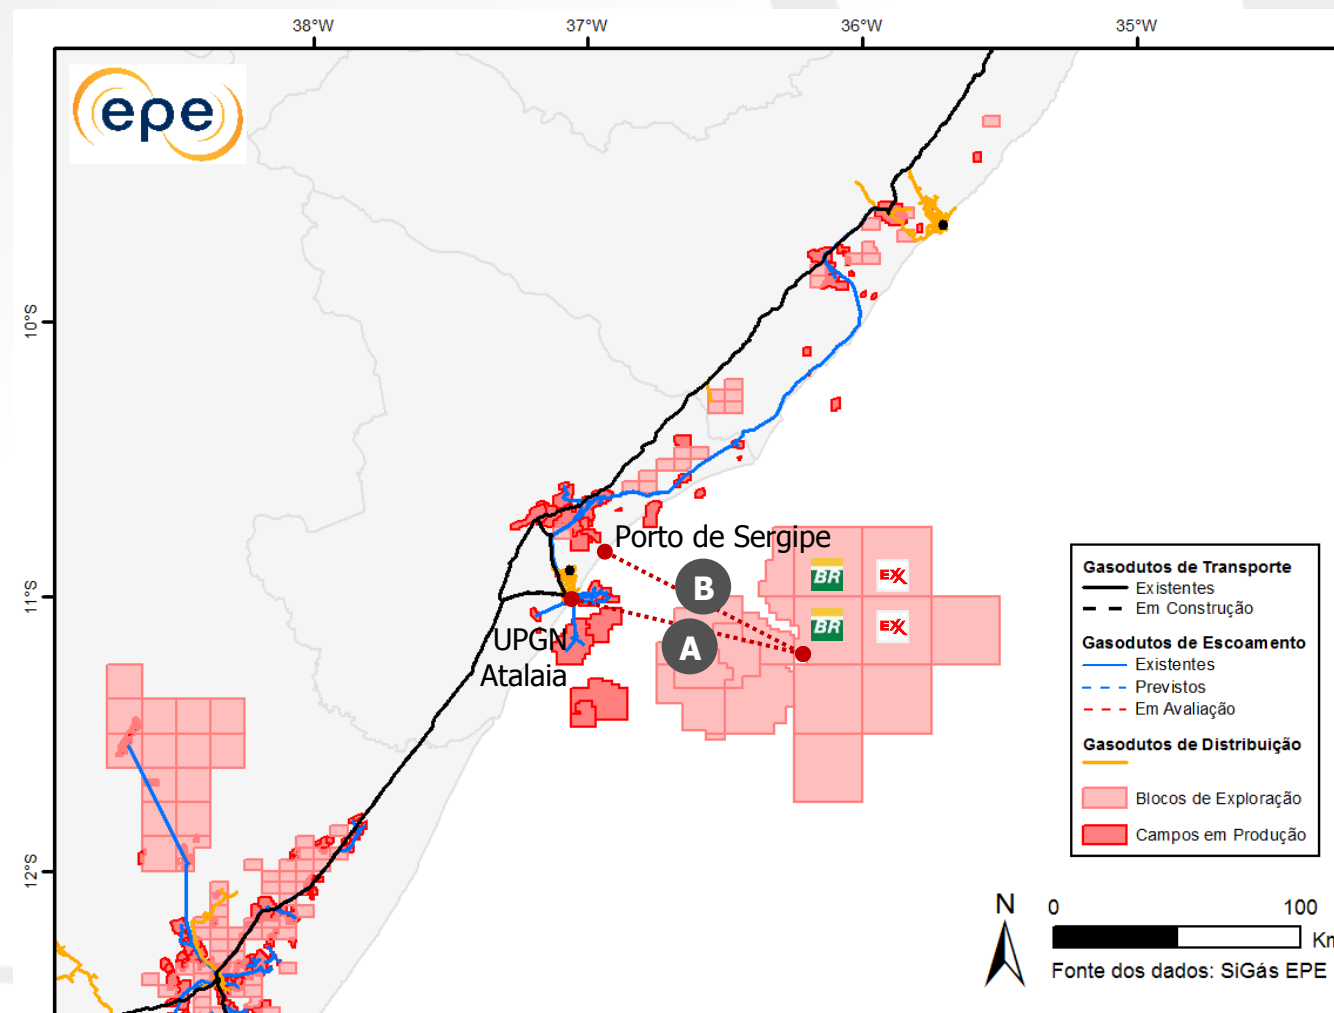 38°W
37°W
36°W
35°W
epe
10°S
11°S
12°S
Porto de Sergipe
B
A
UPGN
Atalaia
BR
EXX
BR
EXX
Gasodutos de Transporte
Existentes
Em Construção
Gasodutos de Escoamento
Existentes
Previstos
Em Avaliação
Gasodutos de Distribuição
Blocos de Exploração
Campos em Produção
N
0
100
Km
Fonte dos dados: SiGás EPE